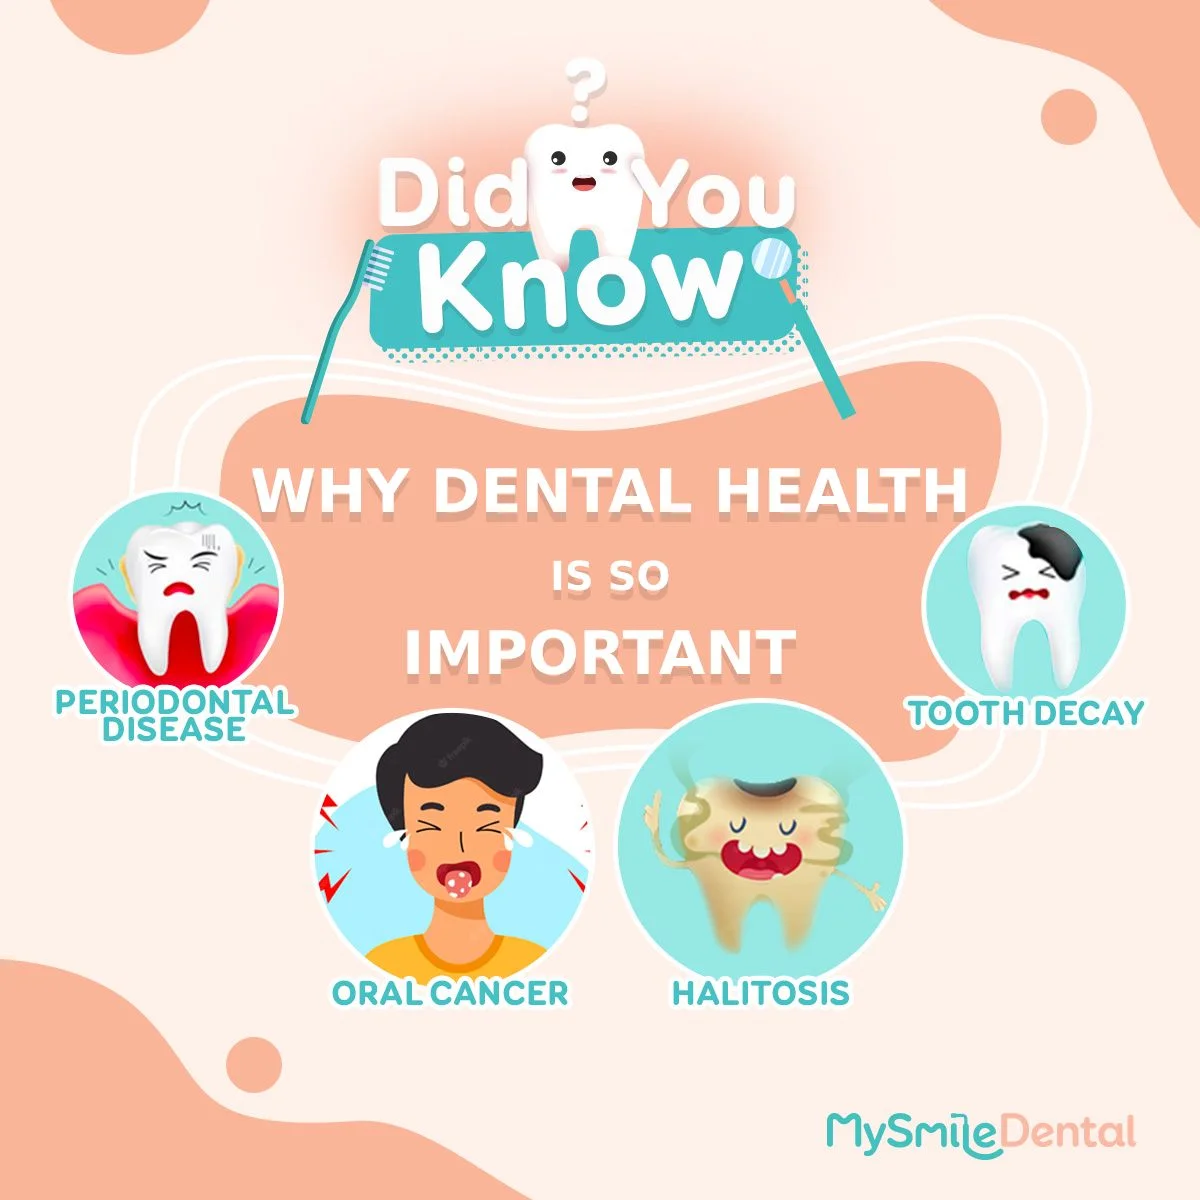 ?
Did You
Know
WHY DENTAL HEALTH
IS SO
IMPORTANT
PERIODONTAL
DISEASE
TOOTH DECAY
ORAL CANCER
HALITOSIS
MySmileDental